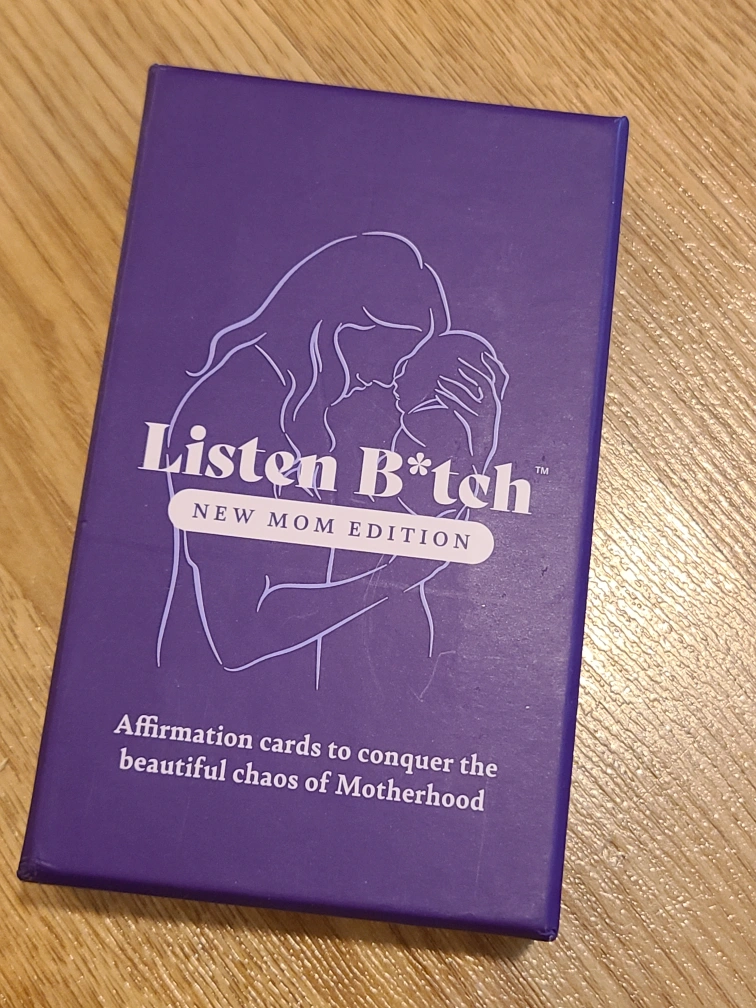 Listen B*tch™
NEW MOM EDITION
Affirmation cards to conquer the
beautiful chaos of Motherhood